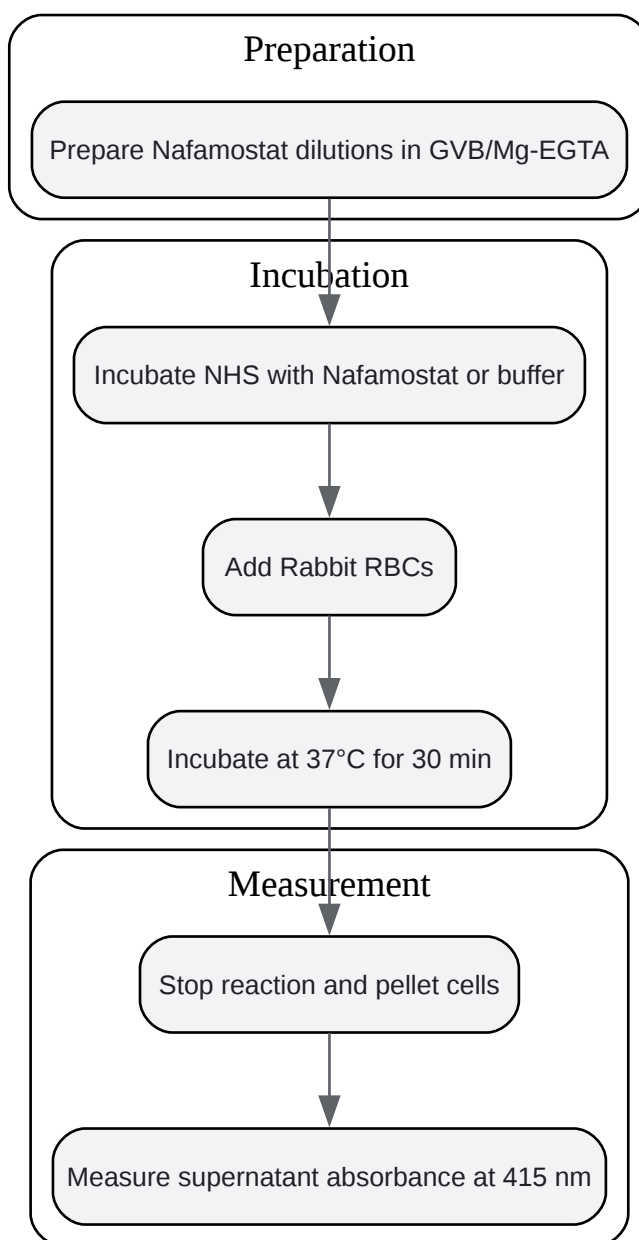 Preparation
Prepare Nafamostat dilutions in GVB/Mg-EGTA
Incubation
Incubate NHS with Nafamostat or buffer
Add Rabbit RBCs
Incubate at 37°C for 30 min
Measurement
Stop reaction and pellet cells
Measure supernatant absorbance at 415 nm